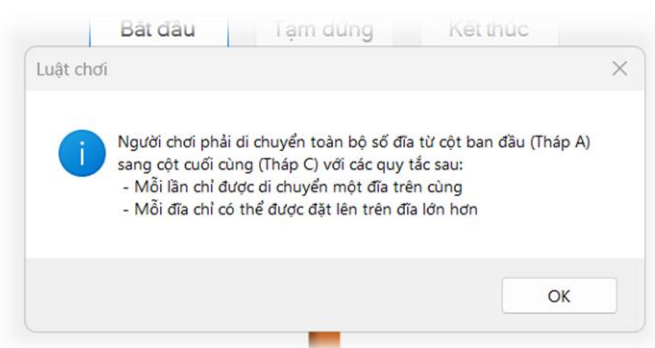 Bắt đầu Tạm dừng Kết thúc
Luật chơi
Người chơi phải di chuyển toàn bộ số đĩa từ cột ban đầu (Tháp A)
sang cột cuối cùng (Tháp C) với các quy tắc sau:
- Mỗi lần chỉ được di chuyển một đĩa trên cùng
- Mỗi đĩa chỉ có thể được đặt lên trên đĩa lớn hơn
OK